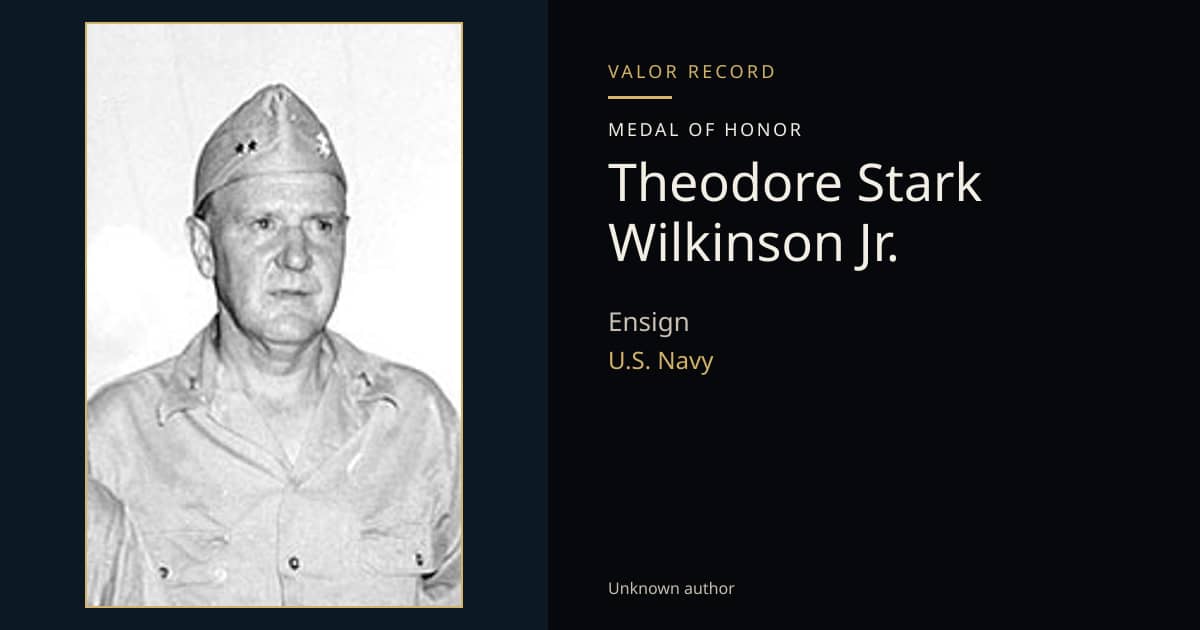 VALOR RECORD
MEDAL OF HONOR
Theodore Stark
Wilkinson Jr.
Ensign
U.S. Navy
Unknown author